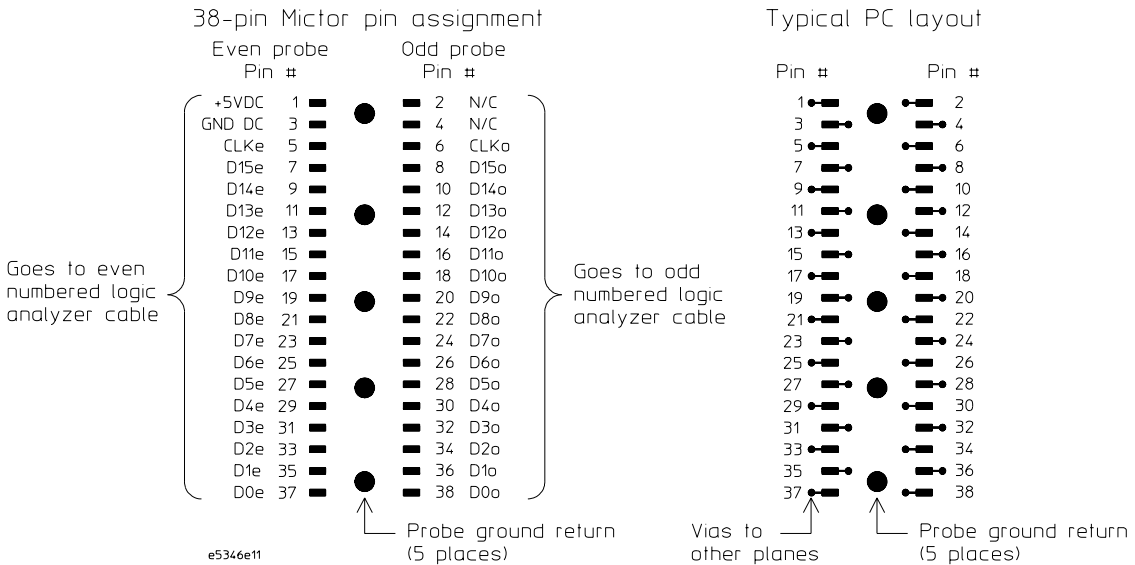 38-pin Mictor pin assignment
Even probe Odd probe
Pin # Pin #
+5VDC 1 2 N/C
GND DC 3 4 N/C
CLKe 5 6 CLKo
D15e 7 8 D15o
D14e 9 10 D14o
D13e 11 12 D13o
D12e 13 14 D12o
D11e 15 16 D11o
D10e 17 18 D10o
D9e 19 20 D9o
D8e 21 22 D8o
D7e 23 24 D7o
D6e 25 26 D6o
D5e 27 28 D5o
D4e 29 30 D4o
D3e 31 32 D3o
D2e 33 34 D2o
D1e 35 36 D1o
D0e 37 38 D0o
Goes to even
numbered logic
analyzer cable
Goes to odd
numbered logic
analyzer cable
Probe ground return
(5 places)
e5346e11
Typical PC layout
Pin # Pin #
1 2
3 4
5 6
7 8
9 10
11 12
13 14
15 16
17 18
19 20
21 22
23 24
25 26
27 28
29 30
31 32
33 34
35 36
37 38
Vias to
other planes
Probe ground return
(5 places)